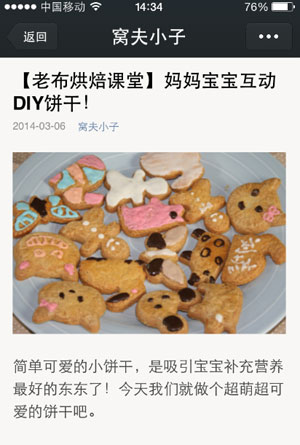 中国移动 14:34 76%
返回 窝夫小子
【老布烘焙课堂】妈妈宝宝互动
DIY饼干！
2014-03-06 窝夫小子
简单可爱的小饼干，是吸引宝宝补充营养
最好的东东了！今天我们就做个超萌超可
爱的饼干吧。